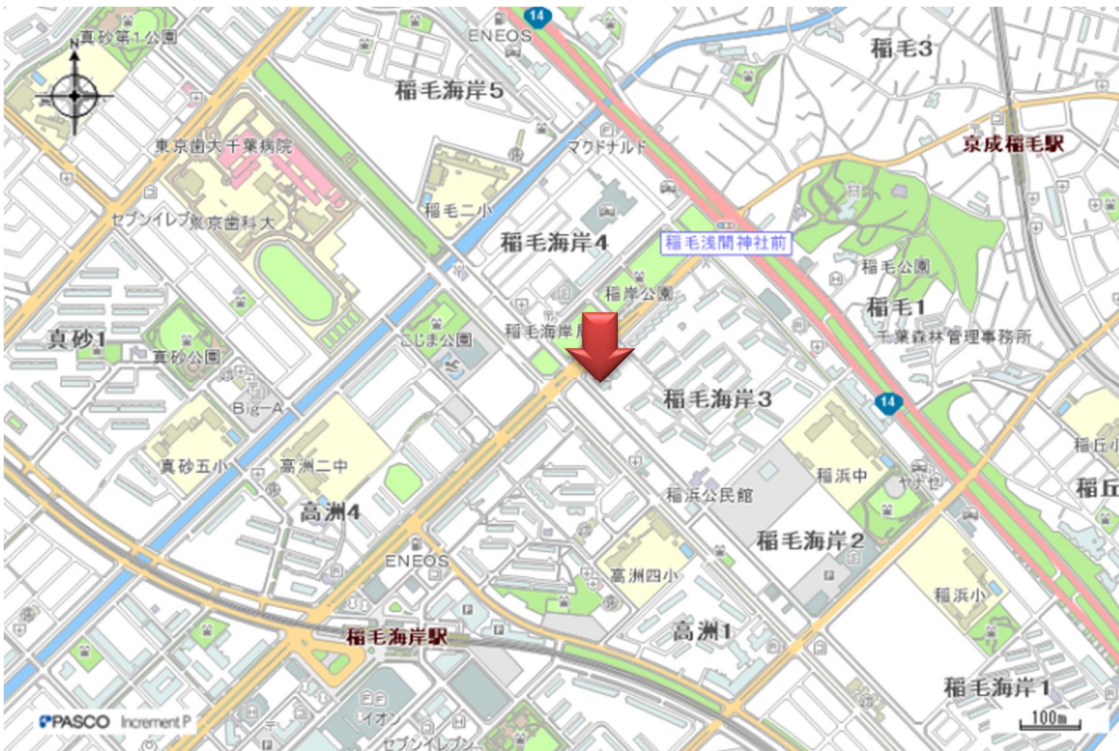 14
ENEOS
真砂第1公園
稲毛3
N
稲毛海岸5
マクドナルド
京成稲毛駅
東京歯大千葉病院
稲毛二小
セブンイレブン
東京歯科大
稲毛海岸4
稲毛浅間神社前
稲毛公園
稲岸公園
稲毛1
稲毛海岸
こじま公園
千葉森林管理事務所
真砂1
真砂公園
稲毛海岸3
14
Big-A
稲丘小
真砂五小
高洲二中
稲浜中
ヤナセ
稲丘
稲浜公民館
高洲4
稲毛海岸2
ENEOS
高洲四小
稲浜小
高洲1
稲毛海岸駅
稲毛海岸1
PASCO Increment P
イオン
100m
セブンイレブン